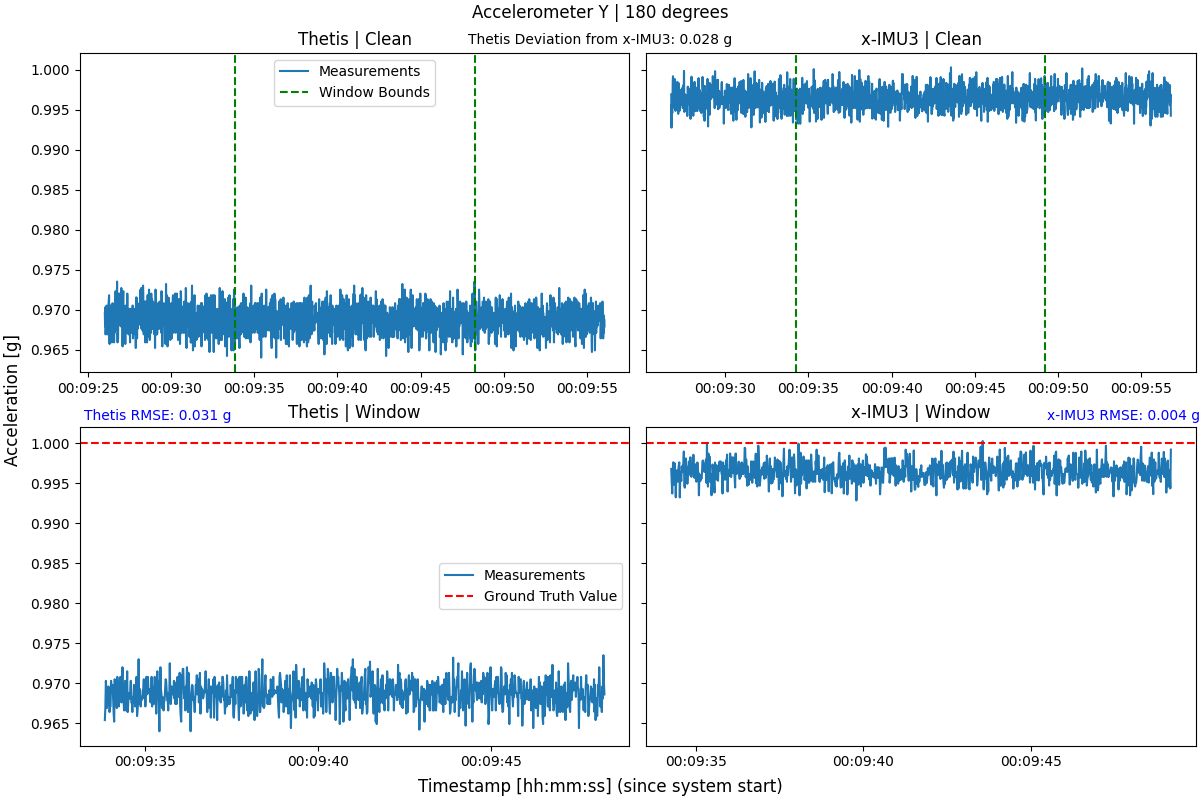 Accelerometer Y | 180 degrees
Thetis | Clean
Thetis Deviation from x-IMU3: 0.028 g
x-IMU3 | Clean
Measurements
Window Bounds
1.000
0.995
0.990
0.985
0.980
0.975
0.970
0.965
00:09:25 00:09:30 00:09:35 00:09:40 00:09:45 00:09:50 00:09:55
00:09:30 00:09:35 00:09:40 00:09:45 00:09:50 00:09:55
Acceleration [g]
Thetis RMSE: 0.031 g
Thetis | Window
x-IMU3 | Window
x-IMU3 RMSE: 0.004 g
1.000
0.995
0.990
0.985
0.980
0.975
0.970
0.965
Measurements
Ground Truth Value
00:09:35 00:09:40 00:09:45
00:09:35 00:09:40 00:09:45
Timestamp [hh:mm:ss] (since system start)